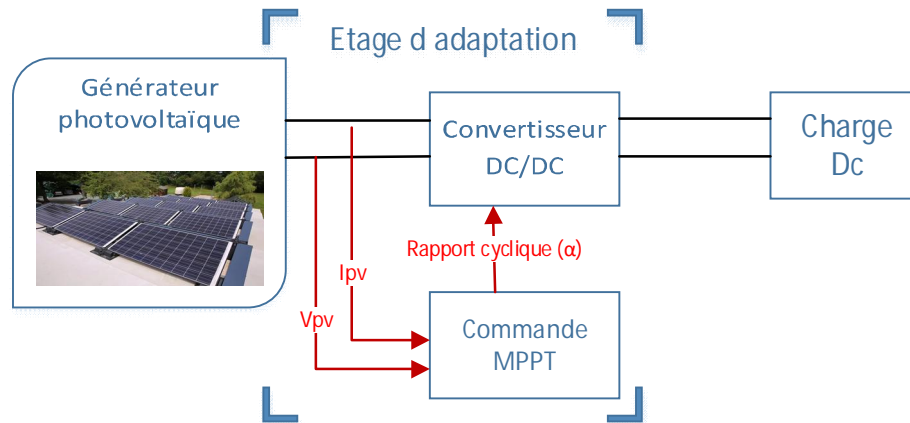 Etage d adaptation
Générateur
photovoltaïque
Convertisseur
DC/DC
Charge
Dc
Rapport cyclique (α)
Ipv
Vpv
Commande
MPPT